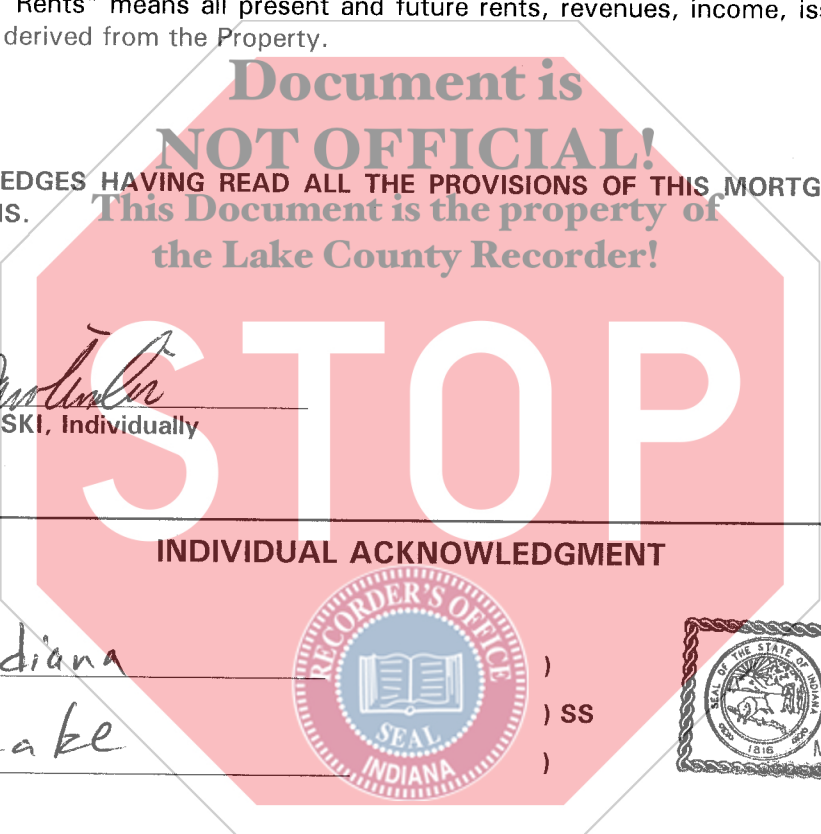 Rents" means all present and future rents, revenues, income, iss
derived from the Property.
Document is
NOT OFFICIAL!
EDGES HAVING READ ALL THE PROVISIONS OF THIS MORTG
IS.
This Document is the property of
the Lake County Recorder!
STOP
SKI, Individually
INDIVIDUAL ACKNOWLEDGMENT
RECORDER'S OFFICE
SEAL
INDIANA
diana )
) SS
ake )
SEAL OF THE STATE OF INDIANA
1816